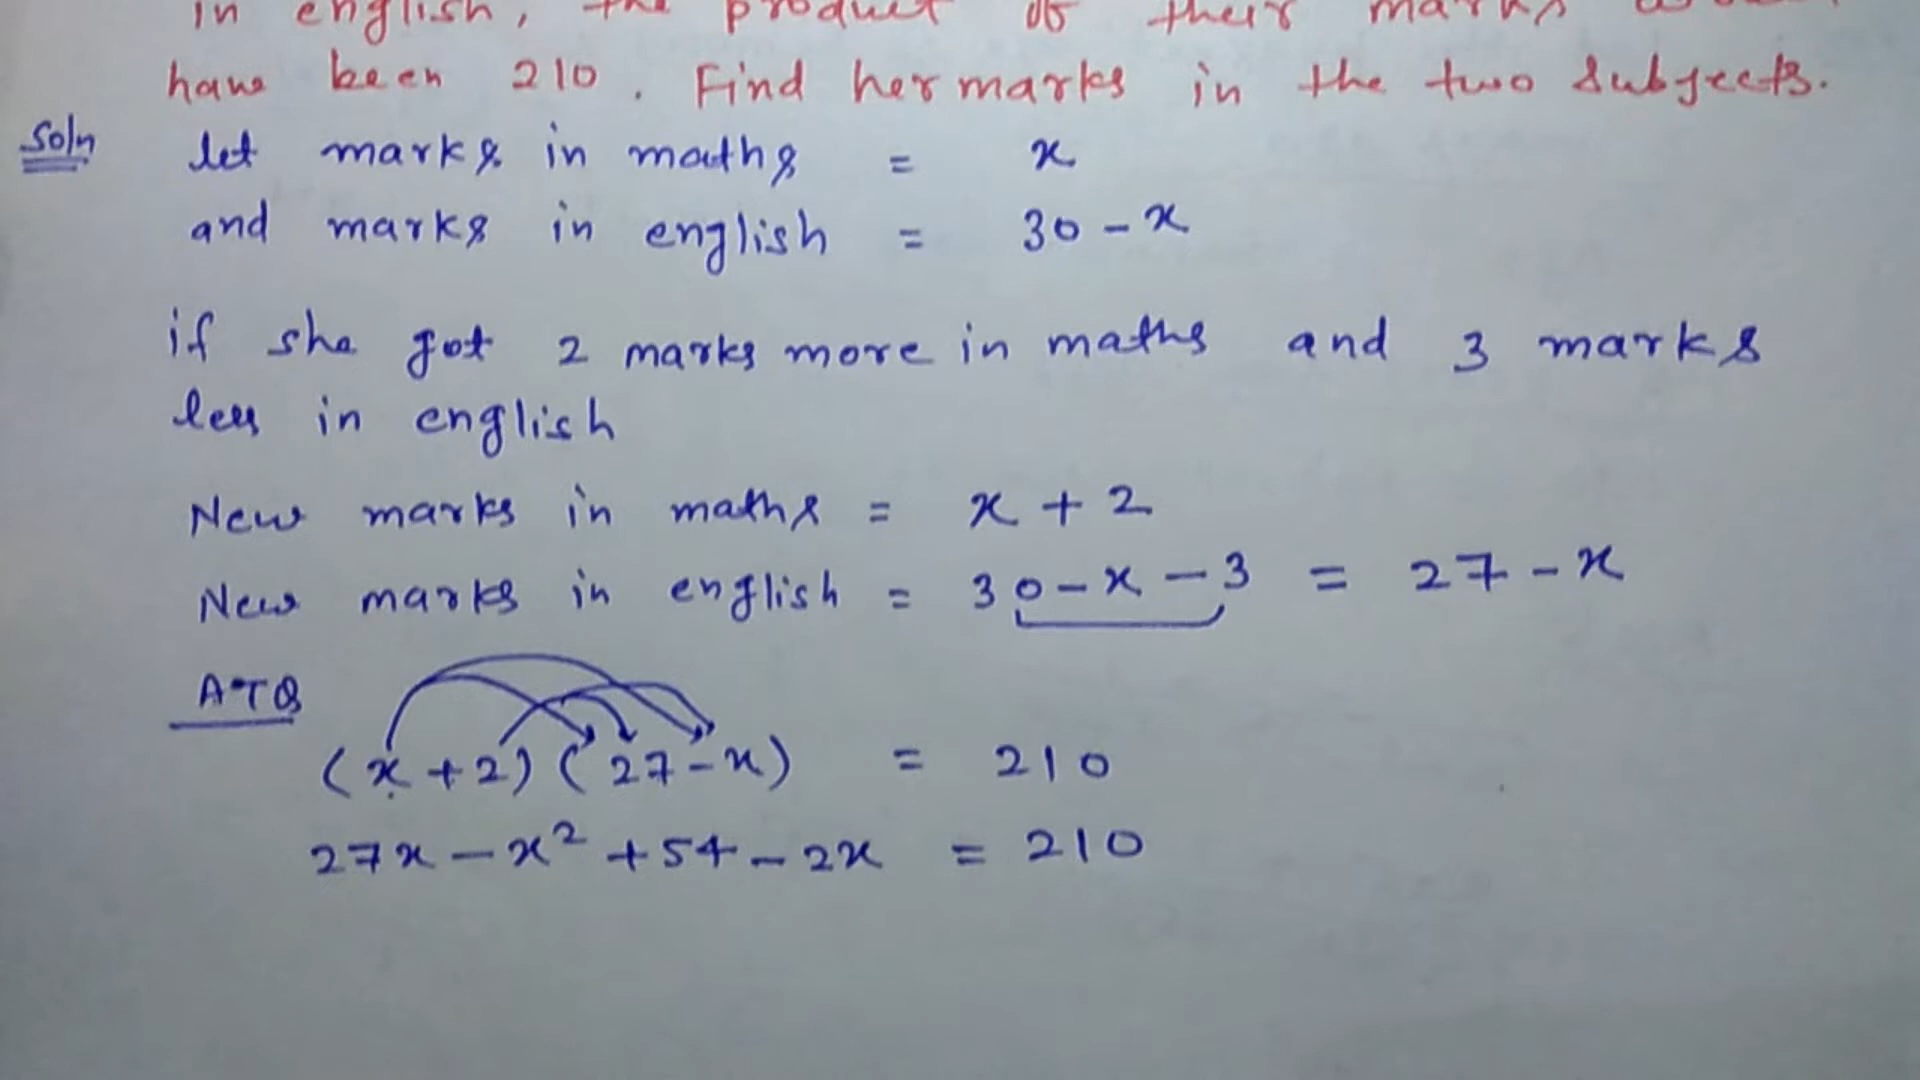 in english, the product of their marks would
have been 210. Find her marks in the two subjects.
Soln let marks in maths = x
and marks in english = 30 - x
if she got 2 marks more in maths and 3 marks
less in english
New marks in maths = x + 2
New marks in english = 30 - x - 3 = 27 - x
ATQ
(x + 2) (27 - x) = 210
27x - x² + 54 - 2x = 210